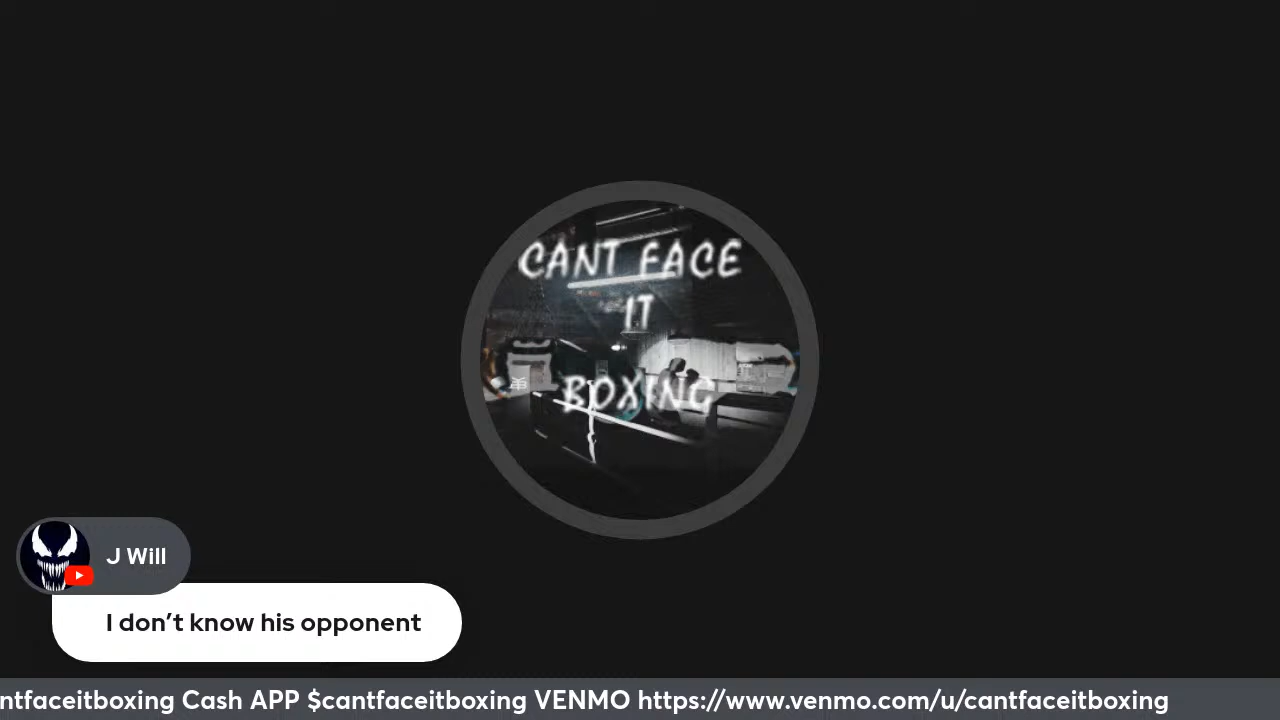 CANT FACE
IT
BOXING
J Will
I don’t know his opponent
ntfaceitboxing Cash APP $cantfaceitboxing VENMO https://www.venmo.com/u/cantfaceitboxing